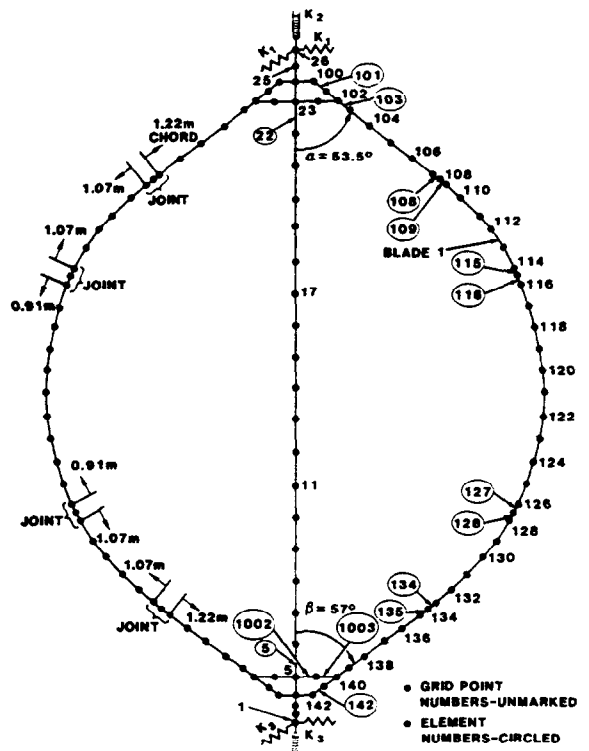 K₂
K₁
K₁
26
25
100
101
102
103
23
104
22
α = 53.5°
1.22m
CHORD
106
1.07m
108
108
110
JOINT
109
112
1.07m
BLADE 1
114
115
JOINT
116
116
0.91m
17
118
120
122
124
0.91m
11
127
126
JOINT
128
128
1.07m
130
1.07m
134
132
β = 57°
135
134
1.22m
1002
1003
136
JOINT
5
138
5
140
142
142
1
K₃
• GRID POINT
NUMBERS-UNMARKED
• ELEMENT
NUMBERS-CIRCLED